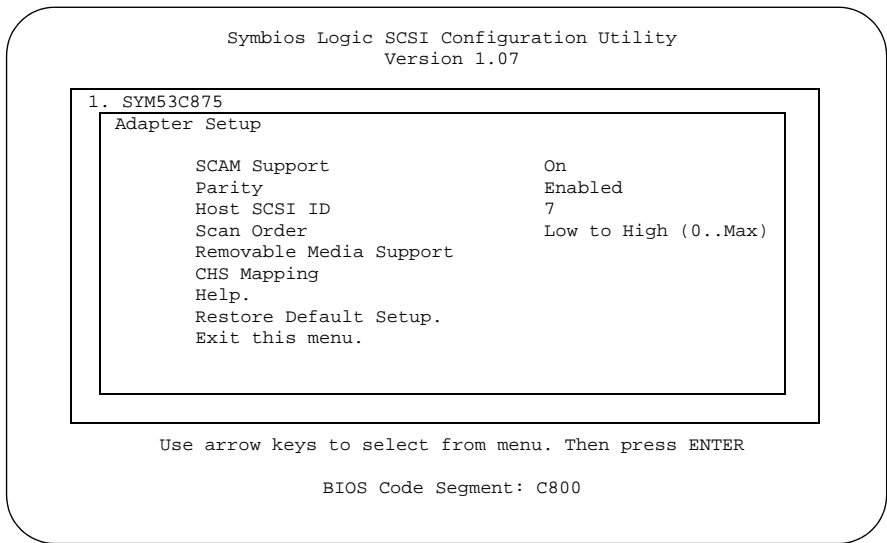 Symbios Logic SCSI Configuration Utility
Version 1.07
1. SYM53C875
Adapter Setup
SCAM Support On
Parity Enabled
Host SCSI ID 7
Scan Order Low to High (0..Max)
Removable Media Support
CHS Mapping
Help.
Restore Default Setup.
Exit this menu.
Use arrow keys to select from menu. Then press ENTER
BIOS Code Segment: C800